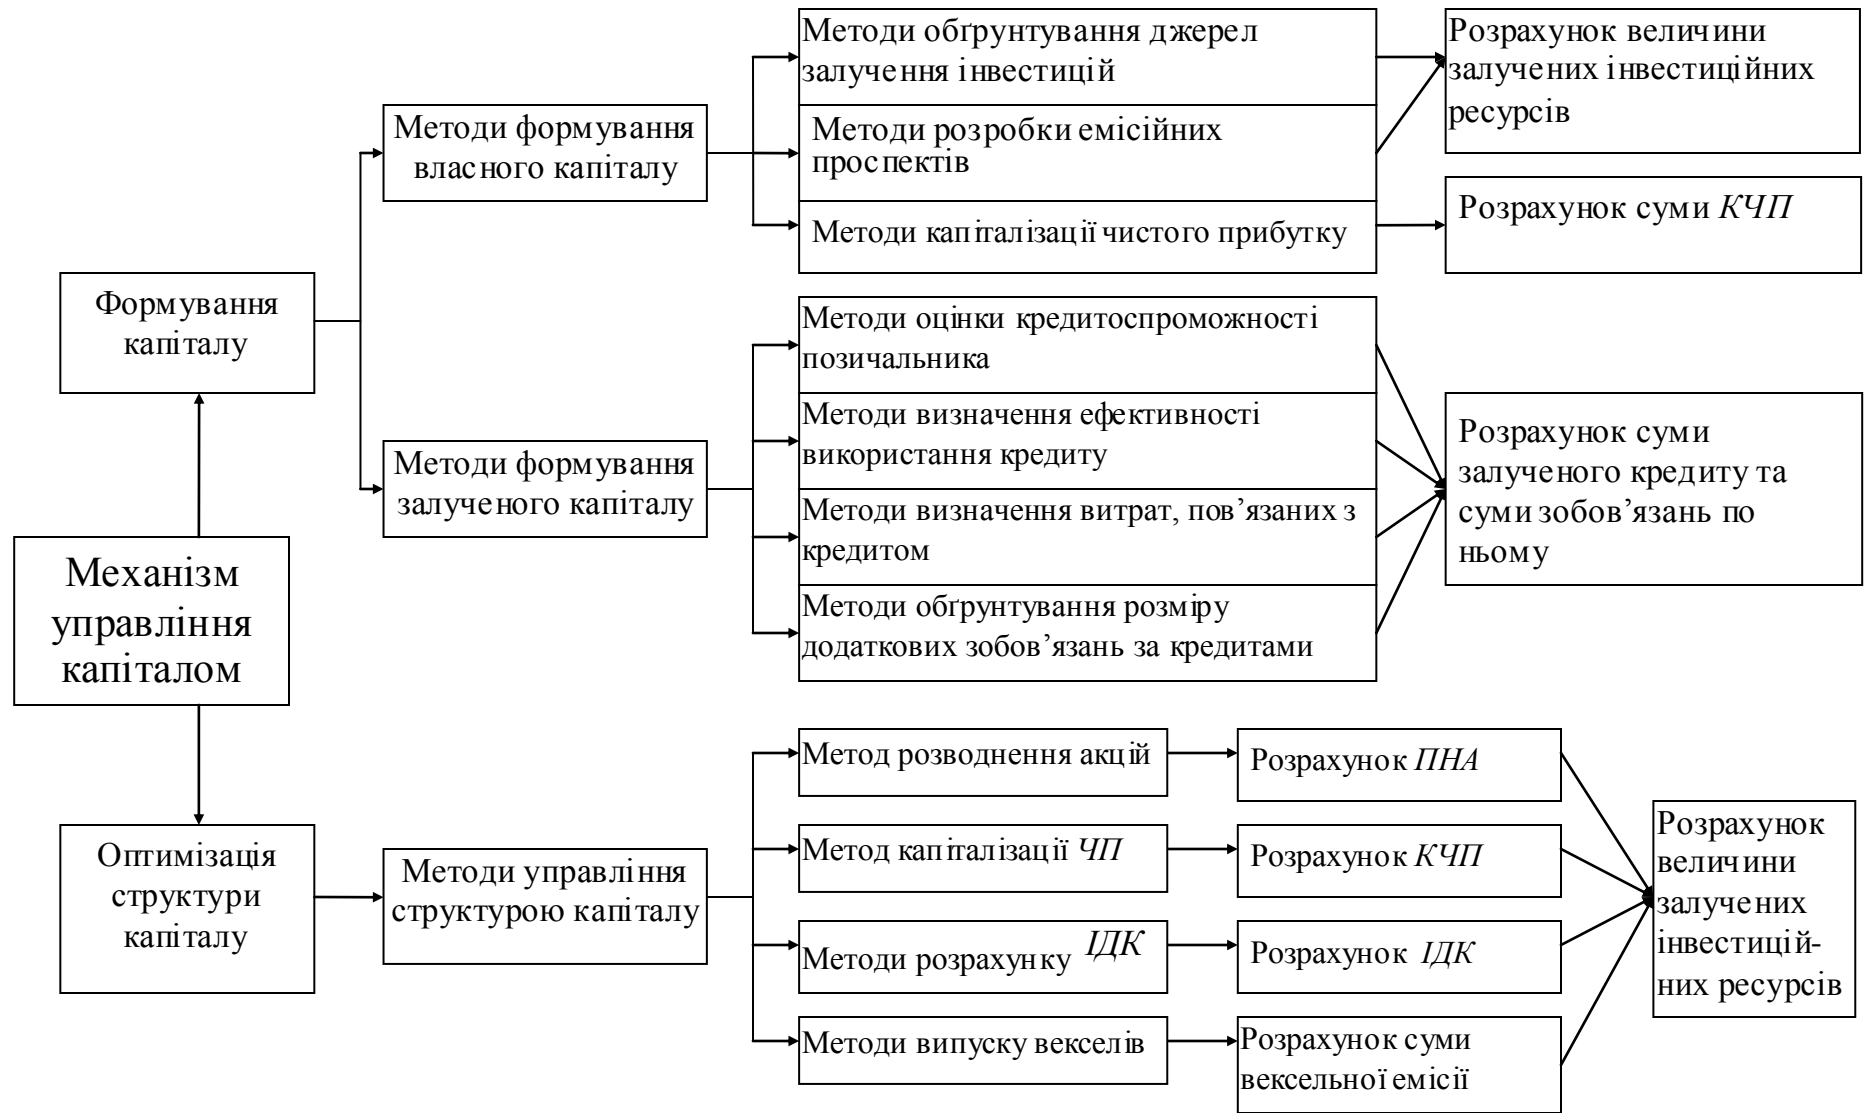 Методи обґрунтування джерел
залучення інвестицій
Розрахунок величини
залучених інвестиційних
ресурсів
Методи формування
власного капіталу
Методи розробки емісійних
проспектів
Методи капіталізації чистого прибутку
Розрахунок суми КЧП
Формування
капіталу
Методи оцінки кредитоспроможності
позичальника
Методи визначення ефективності
використання кредиту
Методи формування
залученого капіталу
Методи визначення витрат, пов’язаних з
кредитом
Методи обґрунтування розміру
додаткових зобов’язань за кредитами
Розрахунок суми
залученого кредиту та
суми зобов’язань по
ньому
Механізм
управління
капіталом
Оптимізація
структури
капіталу
Методи управління
структурою капіталу
Метод розводнення акцій
Розрахунок ПНА
Метод капіталізації ЧП
Розрахунок КЧП
Методи розрахунку ІДК
Розрахунок ІДК
Методи випуску векселів
Розрахунок суми
вексельної емісії
Розрахунок
величини
залучених
інвестицій-
них ресурсів